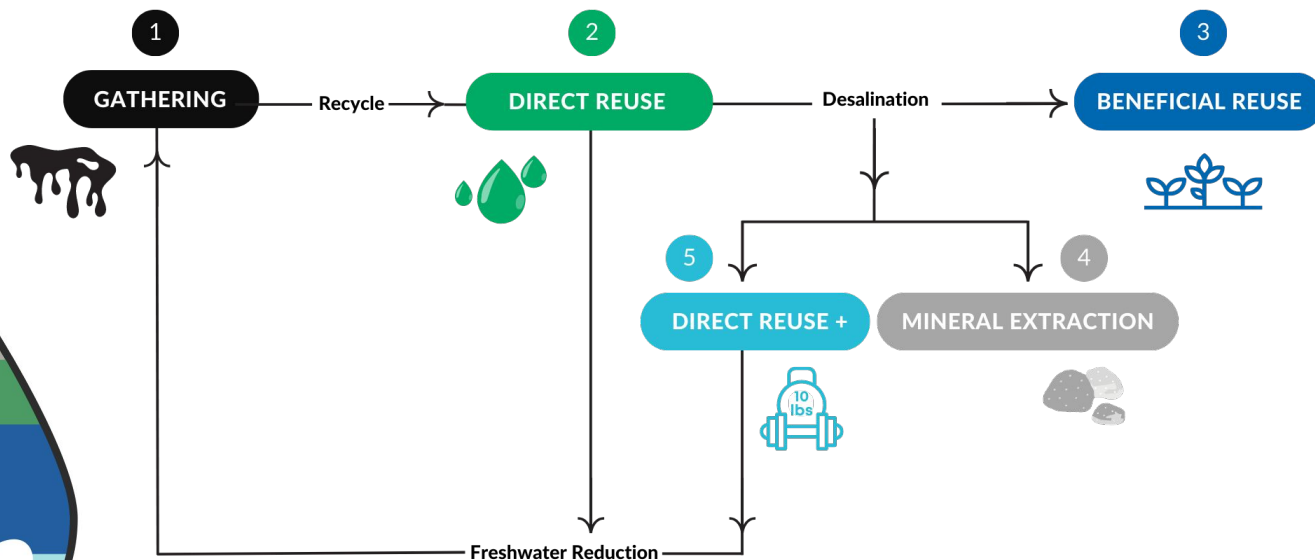 1
2
3
GATHERING
Recycle
DIRECT REUSE
Desalination
BENEFICIAL REUSE
5
4
DIRECT REUSE +
MINERAL EXTRACTION
10
lbs
Freshwater Reduction